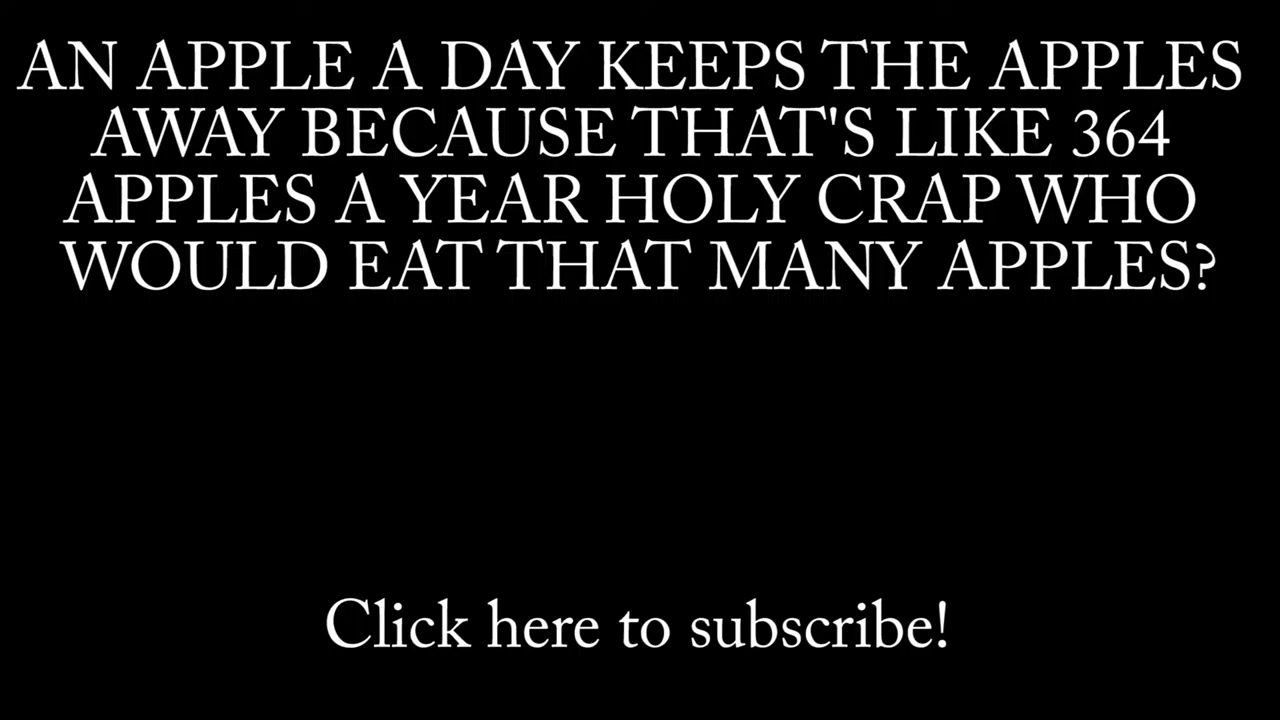 AN APPLE A DAY KEEPS THE APPLES
AWAY BECAUSE THAT'S LIKE 364
APPLES A YEAR HOLY CRAP WHO
WOULD EAT THAT MANY APPLES?
Click here to subscribe!